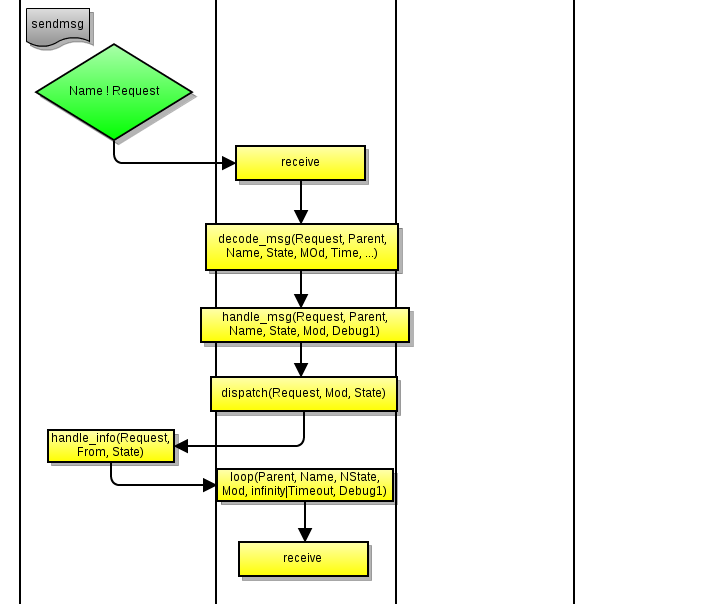 sendmsg
Name ! Request
receive
decode_msg(Request, Parent,
Name, State, MOd, Time, ...)
handle_msg(Request, Parent,
Name, State, Mod, Debug1)
dispatch(Request, Mod, State)
handle_info(Request,
From, State)
loop(Parent, Name, NState,
Mod, infinity|Timeout, Debug1)
receive